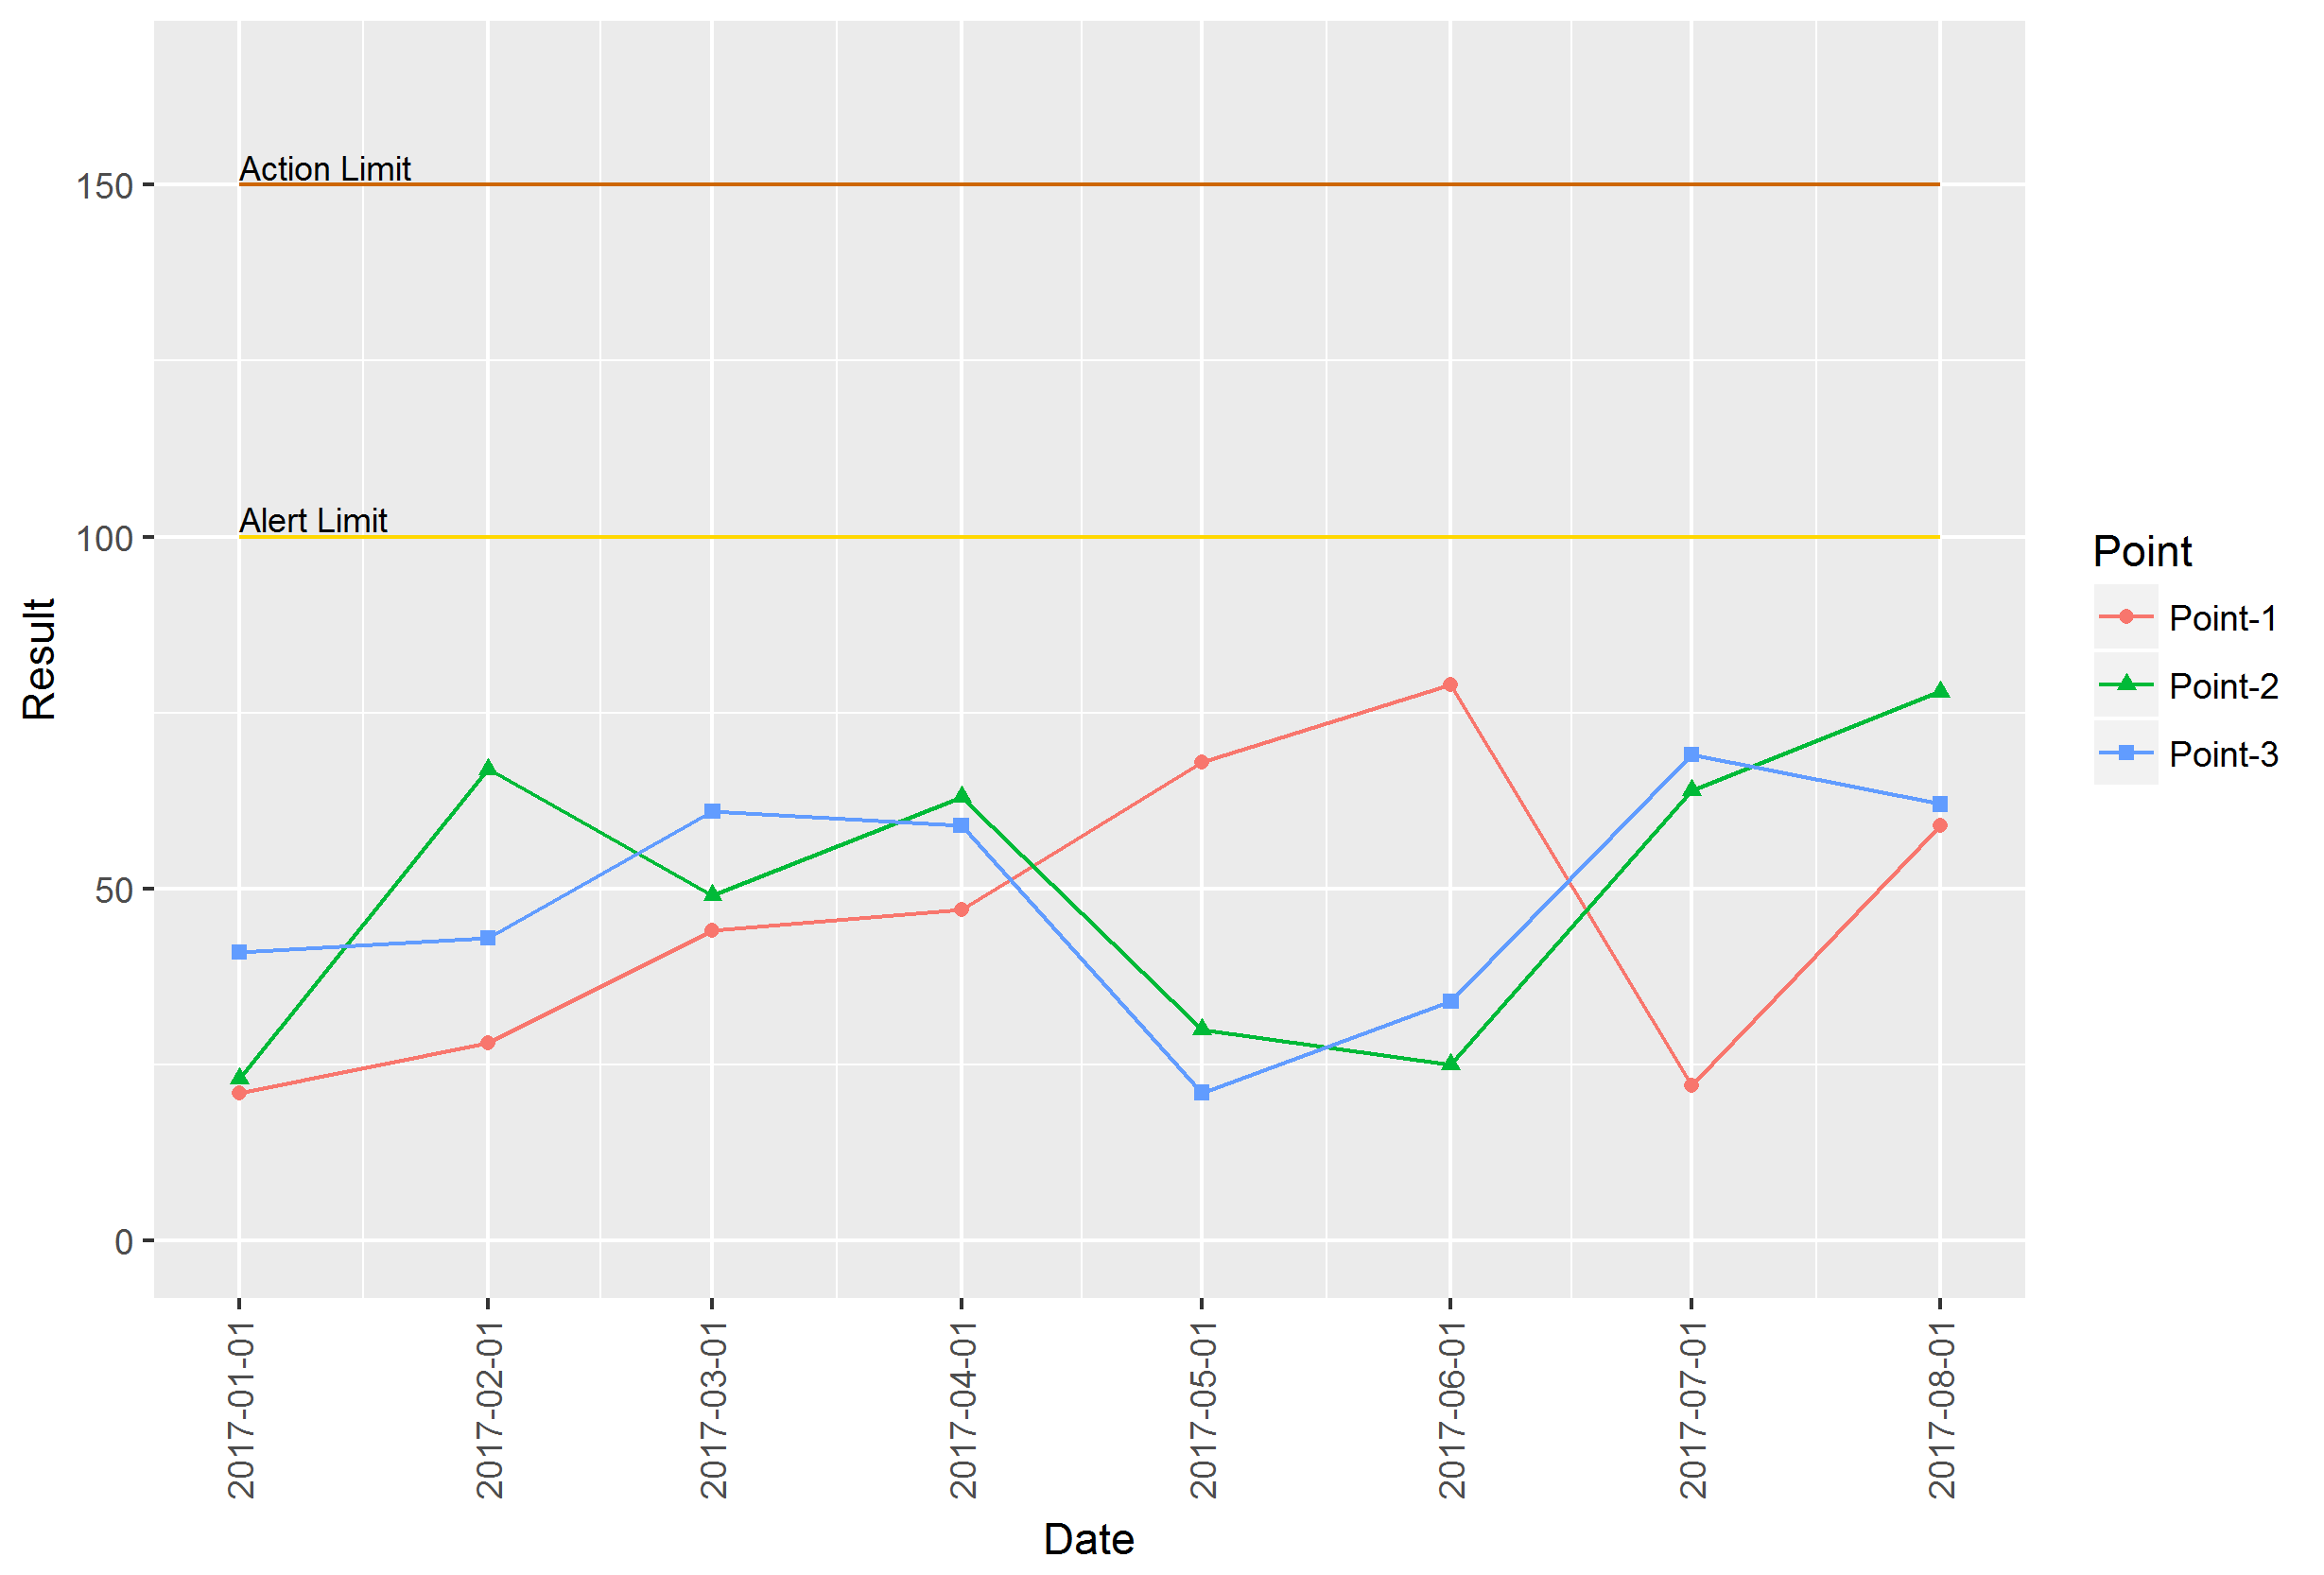 Action Limit
150
Alert Limit
100
50
0
Result
2017-01-01
2017-02-01
2017-03-01
2017-04-01
2017-05-01
2017-06-01
2017-07-01
2017-08-01
Date
Point
Point-1
Point-2
Point-3